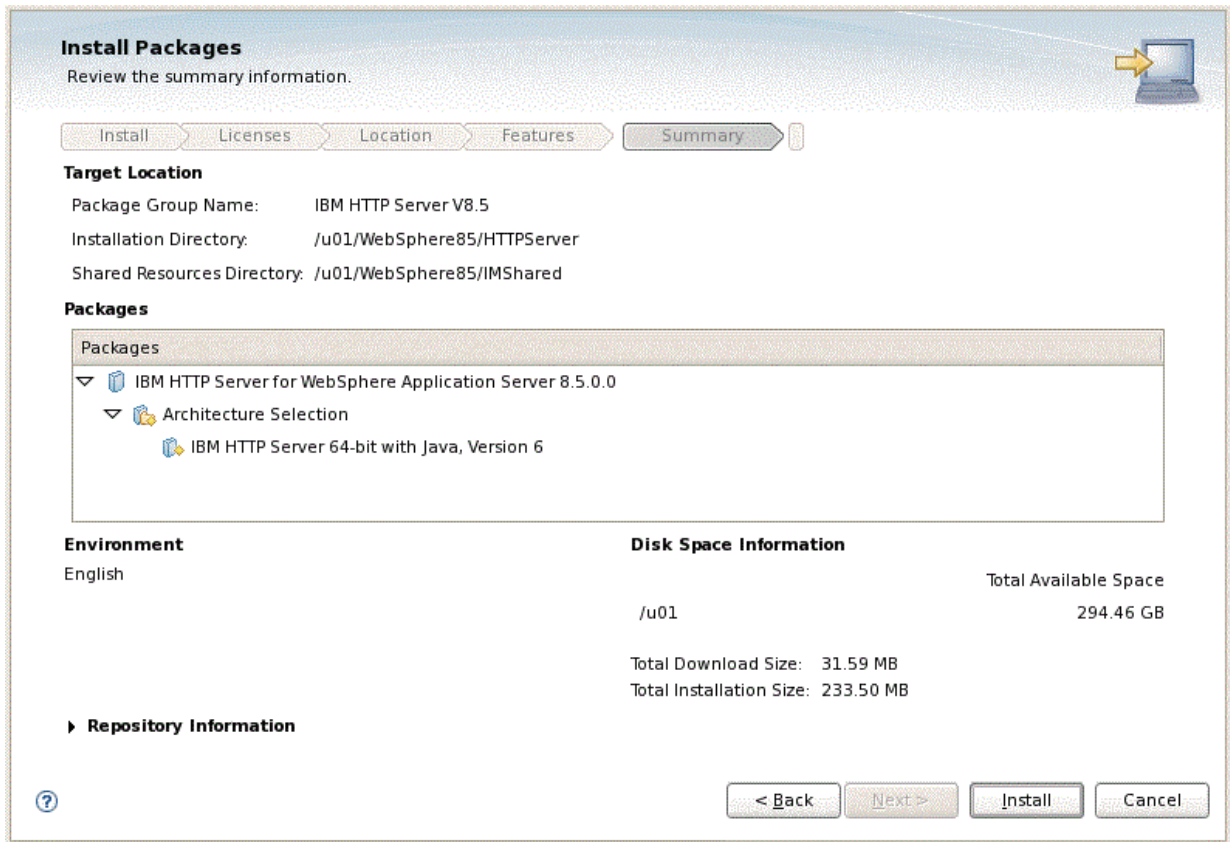 Install Packages
Review the summary information.
Install Licenses Location Features Summary
Target Location
Package Group Name: IBM HTTP Server V8.5
Installation Directory: /u01/WebSphere85/HTTPServer
Shared Resources Directory: /u01/WebSphere85/IMShared
Packages
Packages
IBM HTTP Server for WebSphere Application Server 8.5.0.0
Architecture Selection
IBM HTTP Server 64-bit with Java, Version 6
Environment
English
Disk Space Information
Total Available Space
/u01 294.46 GB
Total Download Size: 31.59 MB
Total Installation Size: 233.50 MB
Repository Information
? < Back Next > Install Cancel